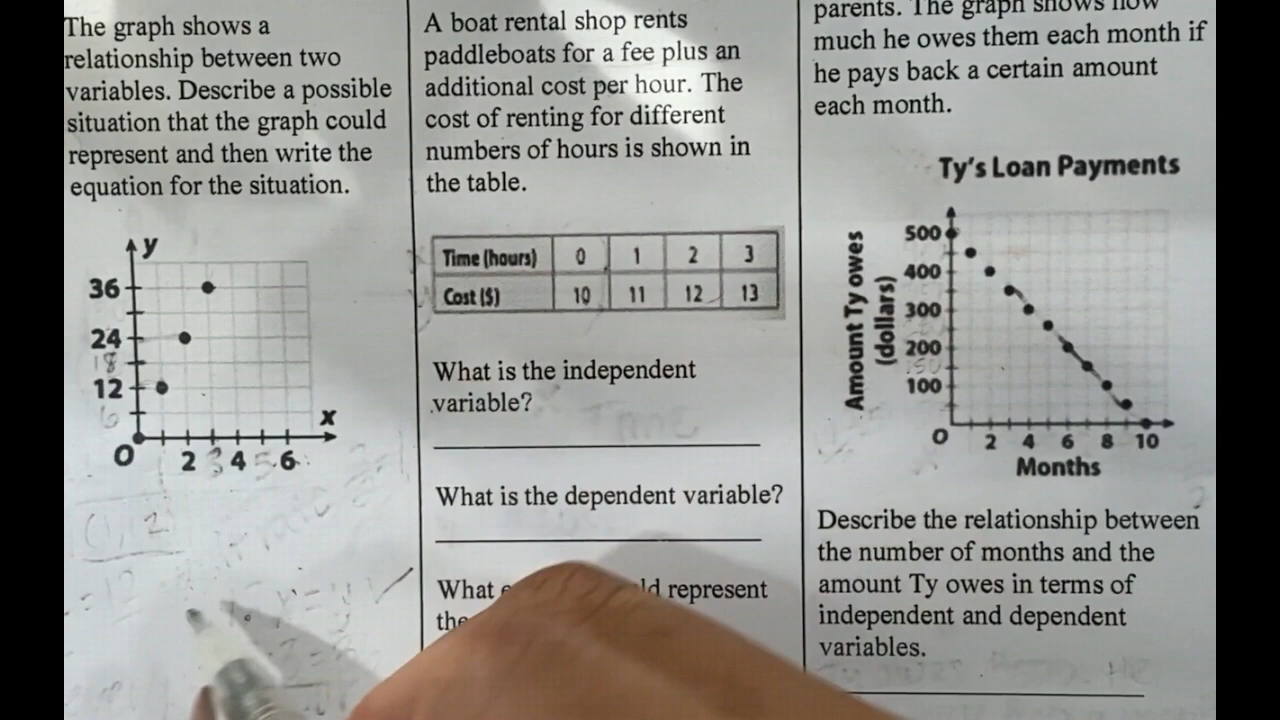 The graph shows a
relationship between two
variables. Describe a possible
situation that the graph could
represent and then write the
equation for the situation.
y
36
24
18
12
6
O
2 3 4 5 6
x
(1, 2)
= 12
A boat rental shop rents
paddleboats for a fee plus an
additional cost per hour. The
cost of renting for different
numbers of hours is shown in
the table.
Time (hours) 0 1 2 3
Cost ($) 10 11 12 13
What is the independent
variable?
Time
What is the dependent variable?
What represent
the
parents. The graph shows how
much he owes them each month if
he pays back a certain amount
each month.
Ty's Loan Payments
Amount Ty owes
(dollars)
500
400
300
200
150
100
O 2 4 6 8 10
Months
Describe the relationship between
the number of months and the
amount Ty owes in terms of
independent and dependent
variables.